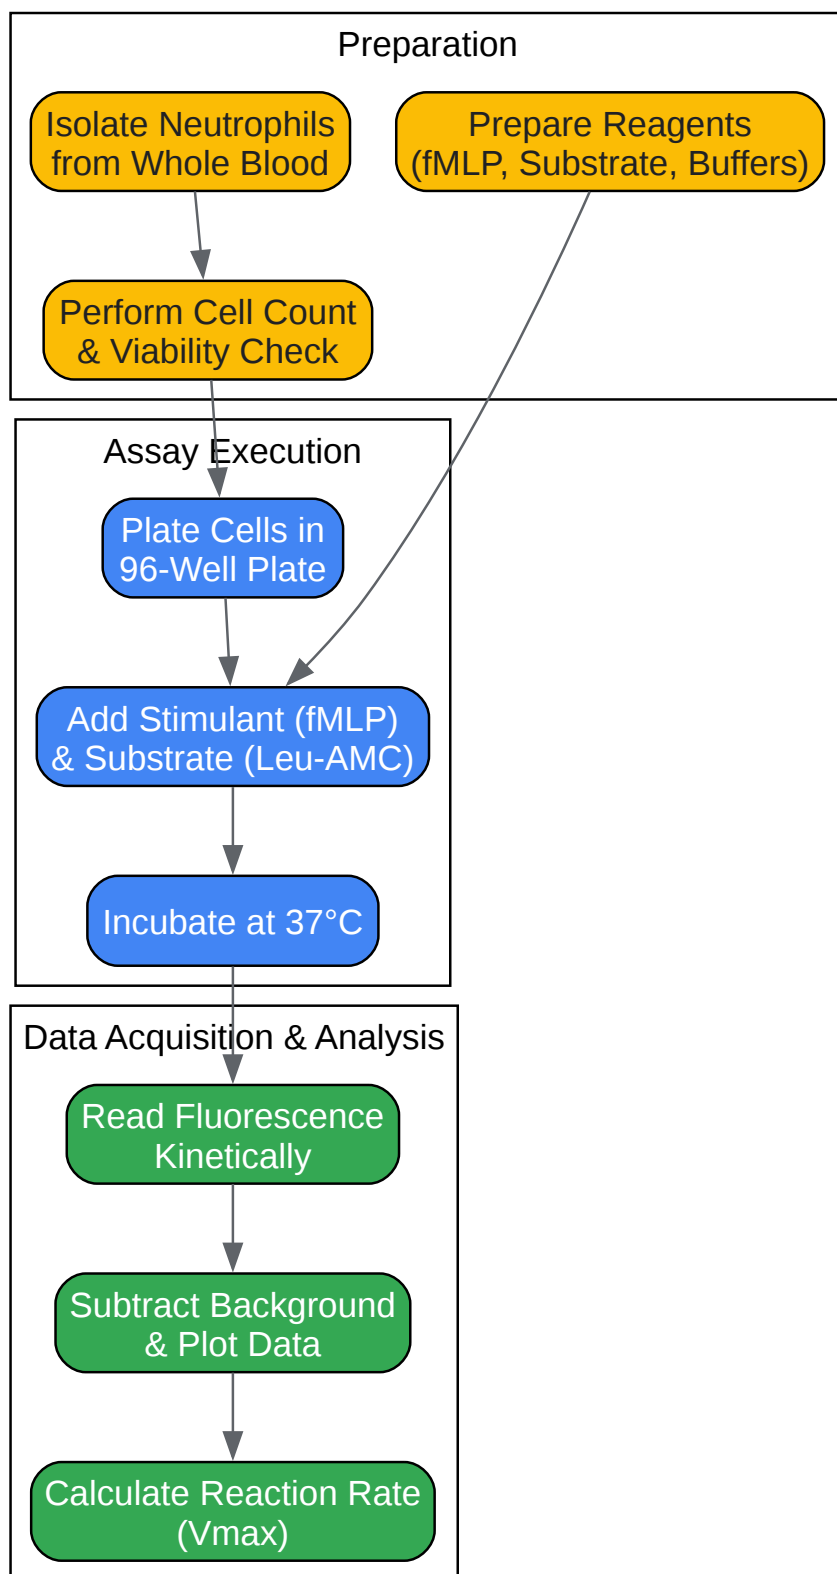 Preparation
Isolate Neutrophils
from Whole Blood
Prepare Reagents
(fMLP, Substrate, Buffers)
Perform Cell Count
& Viability Check
Assay Execution
Plate Cells in
96-Well Plate
Add Stimulant (fMLP)
& Substrate (Leu-AMC)
Incubate at 37°C
Data Acquisition & Analysis
Read Fluorescence
Kinetically
Subtract Background
& Plot Data
Calculate Reaction Rate
(Vmax)